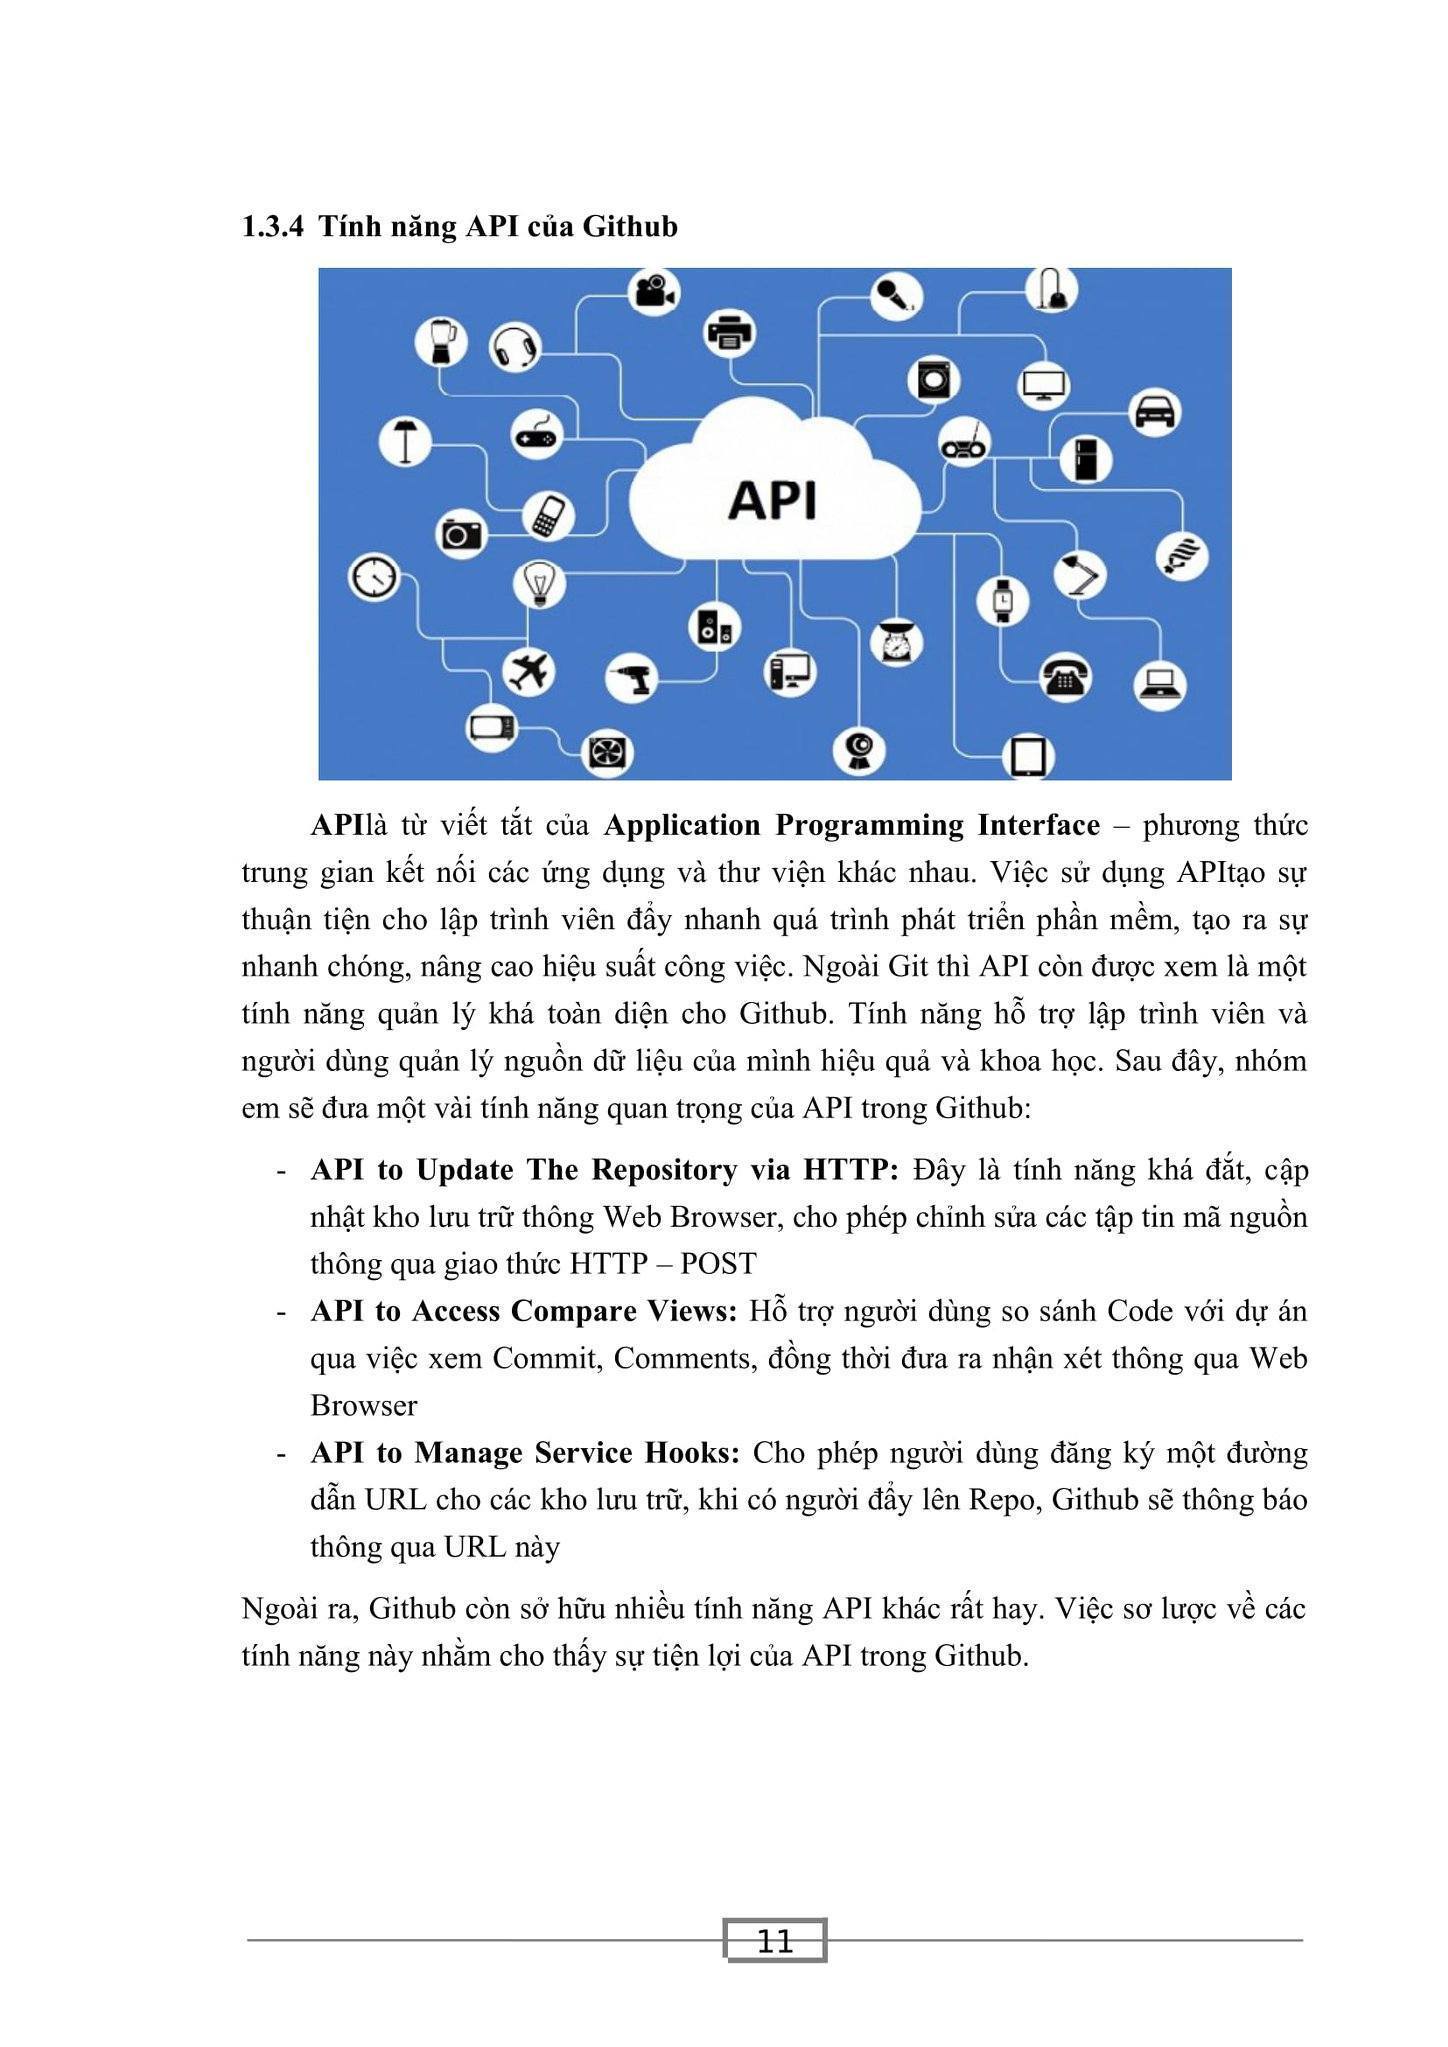 1.3.4 Tính năng API của Github
API
APIlà từ viết tắt của Application Programming Interface – phương thức
trung gian kết nối các ứng dụng và thư viện khác nhau. Việc sử dụng APItạo sự
thuận tiện cho lập trình viên đẩy nhanh quá trình phát triển phần mềm, tạo ra sự
nhanh chóng, nâng cao hiệu suất công việc. Ngoài Git thì API còn được xem là một
tính năng quản lý khá toàn diện cho Github. Tính năng hỗ trợ lập trình viên và
người dùng quản lý nguồn dữ liệu của mình hiệu quả và khoa học. Sau đây, nhóm
em sẽ đưa một vài tính năng quan trọng của API trong Github:
- API to Update The Repository via HTTP: Đây là tính năng khá đắt, cập
nhật kho lưu trữ thông Web Browser, cho phép chỉnh sửa các tập tin mã nguồn
thông qua giao thức HTTP – POST
- API to Access Compare Views: Hỗ trợ người dùng so sánh Code với dự án
qua việc xem Commit, Comments, đồng thời đưa ra nhận xét thông qua Web
Browser
- API to Manage Service Hooks: Cho phép người dùng đăng ký một đường
dẫn URL cho các kho lưu trữ, khi có người đẩy lên Repo, Github sẽ thông báo
thông qua URL này
Ngoài ra, Github còn sở hữu nhiều tính năng API khác rất hay. Việc sơ lược về các
tính năng này nhằm cho thấy sự tiện lợi của API trong Github.
11